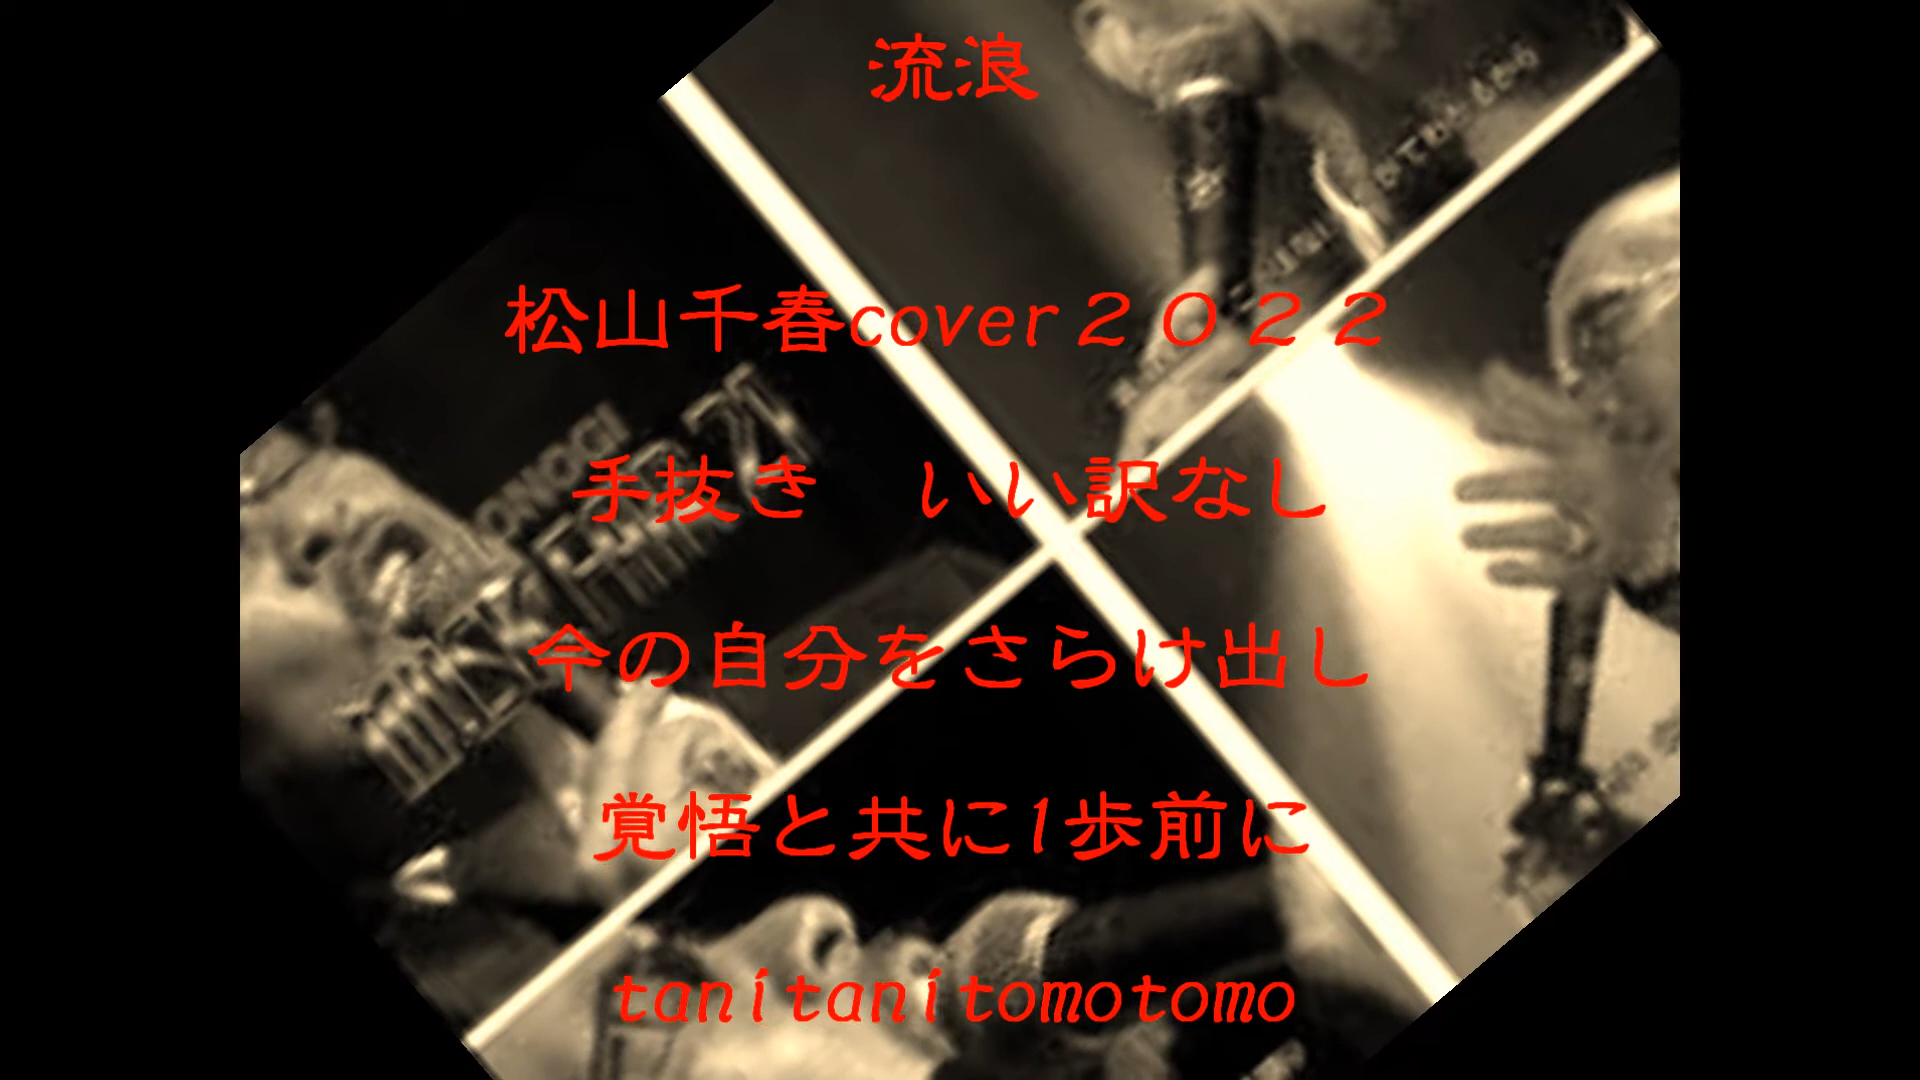 流浪
松山千春cover２０２２
手抜き　いい訳なし
今の自分をさらけ出し
覚悟と共に1歩前に
tanitanitomotomo